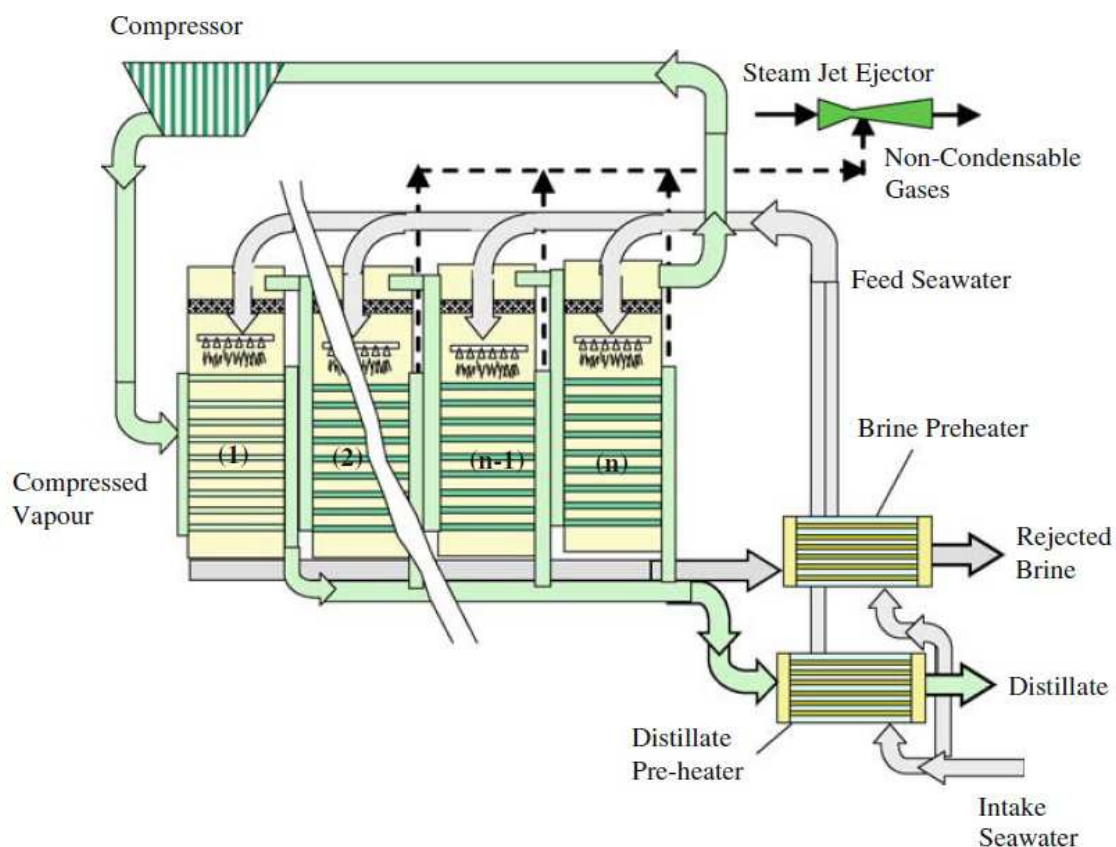 Compressor
Steam Jet Ejector
Non-Condensable
Gases
Feed Seawater
(1)
(2)
(n-1)
(n)
Brine Preheater
Compressed
Vapour
Rejected
Brine
Distillate
Distillate
Pre-heater
Intake
Seawater